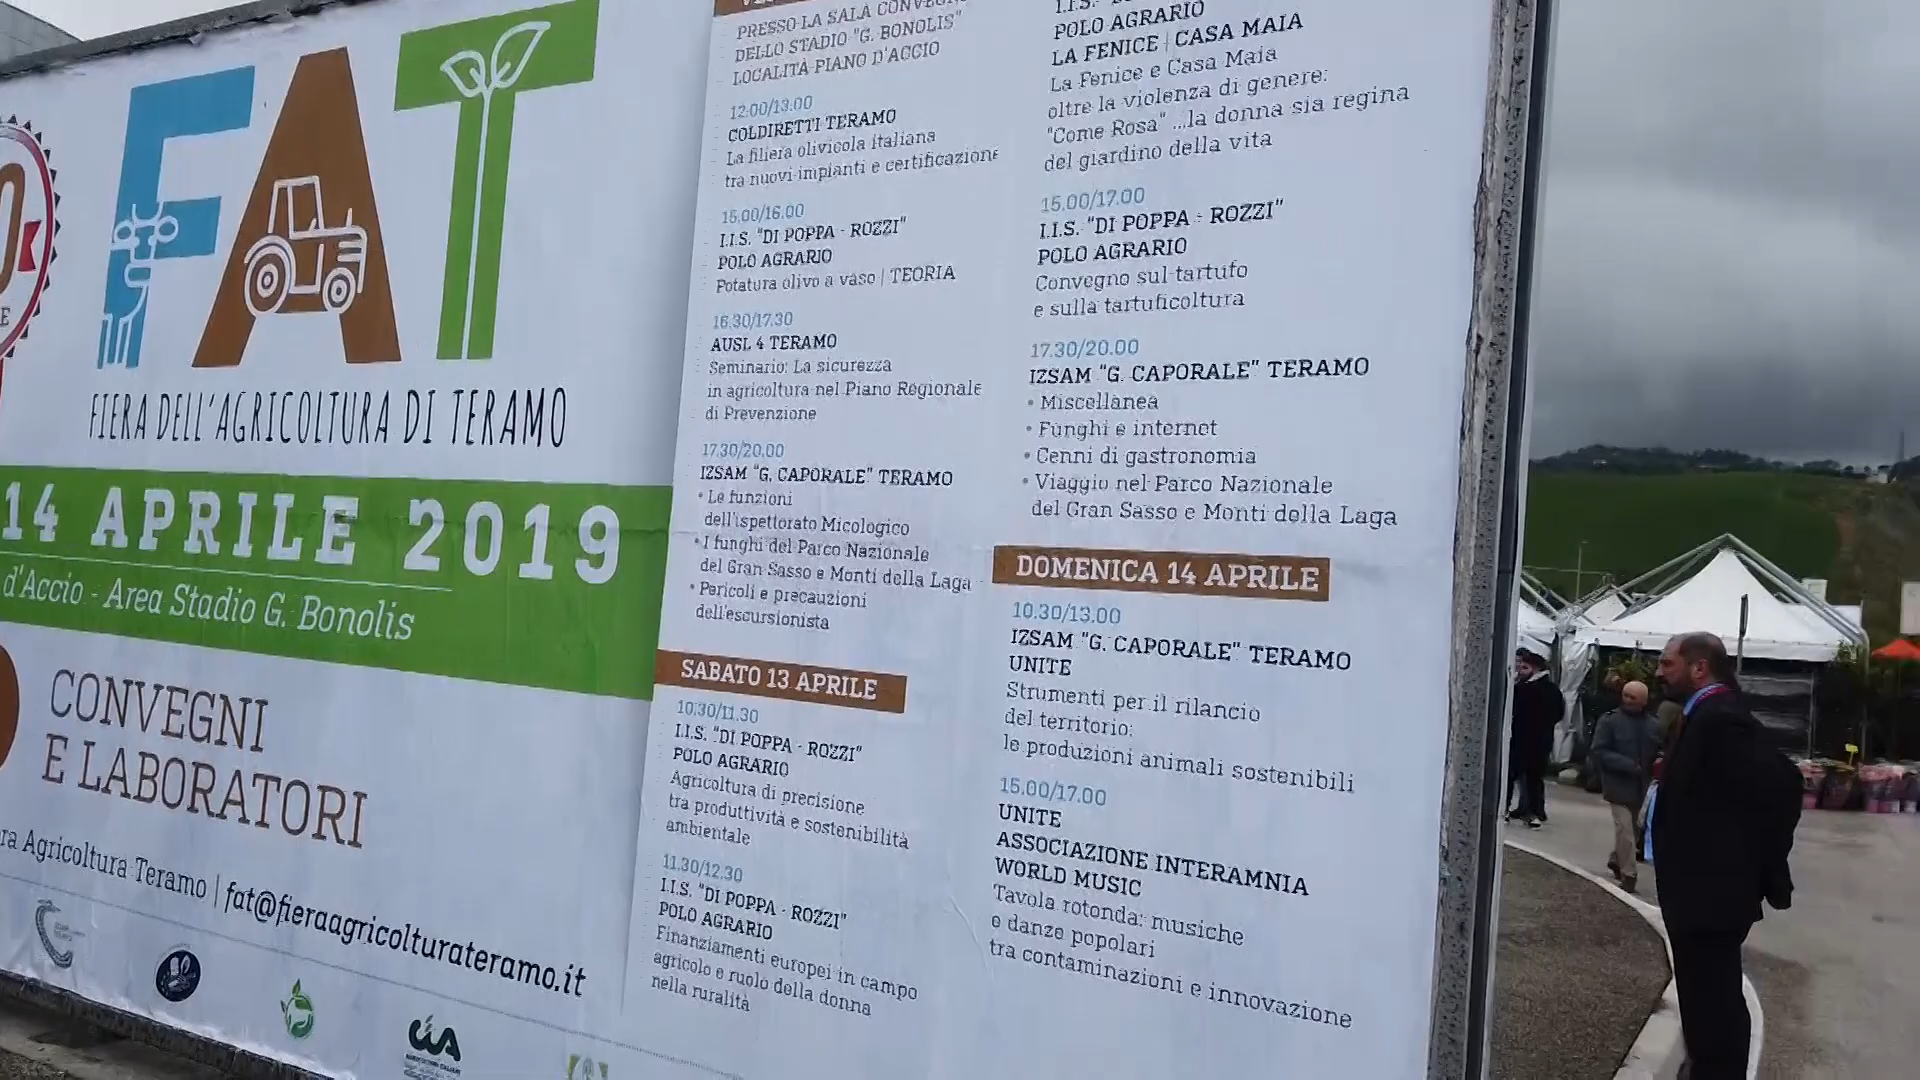 FAT
FIERA DELL'AGRICOLTURA DI TERAMO
14 APRILE 2019
d'Accio - Area Stadio G. Bonolis
CONVEGNI
E LABORATORI
ra Agricoltura Teramo | fat@fieraagricolturateramo.it
CIA
PRESSO LA SALA CONVEGNI
DELLO STADIO "G. BONOLIS"
LOCALITÀ PIANO D'ACCIO
12:00/13.00
COLDIRETTI TERAMO
La filiera olivicola italiana
tra nuovi impianti e certificazione
15.00/16.00
I.I.S. "DI POPPA - ROZZI"
POLO AGRARIO
Potatura olivo a vaso | TEORIA
16.30/17.30
AUSL 4 TERAMO
Seminario: La sicurezza
in agricoltura nel Piano Regionale
di Prevenzione
17.30/20.00
IZSAM "G. CAPORALE" TERAMO
• Le funzioni
dell'ispettorato Micologico
• I funghi del Parco Nazionale
del Gran Sasso e Monti della Laga
• Pericoli e precauzioni
dell'escursionista
SABATO 13 APRILE
10.30/11.30
I.I.S. "DI POPPA - ROZZI"
POLO AGRARIO
Agricoltura di precisione
tra produttività e sostenibilità
ambientale
11.30/12.30
I.I.S. "DI POPPA - ROZZI"
POLO AGRARIO
Finanziamenti europei in campo
agricolo e ruolo della donna
nella ruralità
I.I.S.
POLO AGRARIO
LA FENICE | CASA MAIA
La Fenice e Casa Maia
oltre la violenza di genere:
"Come Rosa" ...la donna sia regina
del giardino della vita
15.00/17.00
I.I.S. "DI POPPA - ROZZI"
POLO AGRARIO
Convegno sul tartufo
e sulla tartuficoltura
17.30/20.00
IZSAM "G. CAPORALE" TERAMO
• Miscellanea
• Funghi e internet
• Cenni di gastronomia
• Viaggio nel Parco Nazionale
del Gran Sasso e Monti della Laga
DOMENICA 14 APRILE
10.30/13.00
IZSAM "G. CAPORALE" TERAMO
UNITE
Strumenti per il rilancio
del territorio:
le produzioni animali sostenibili
15.00/17.00
UNITE
ASSOCIAZIONE INTERAMNIA
WORLD MUSIC
Tavola rotonda: musiche
e danze popolari
tra contaminazioni e innovazione